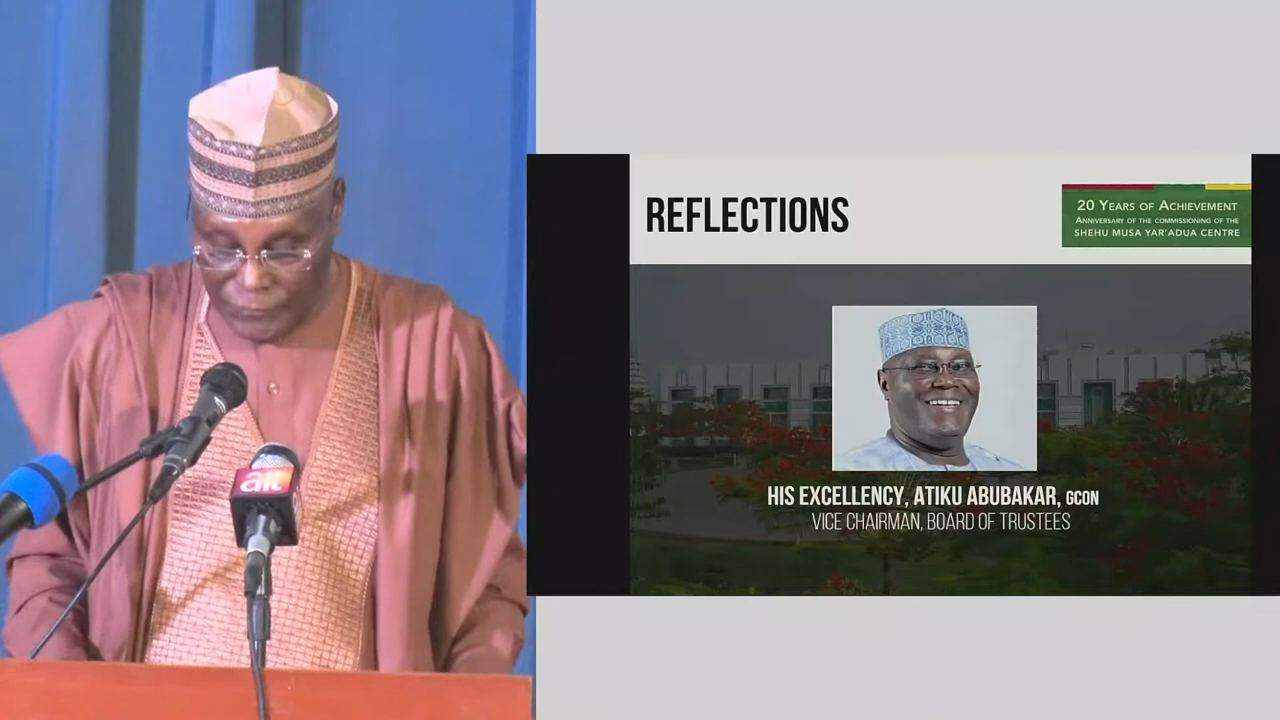 REFLECTIONS
20 YEARS OF ACHIEVEMENT
ANNIVERSARY OF THE COMMISSIONING OF THE
SHEHU MUSA YAR'ADUA CENTRE
ait
HIS EXCELLENCY, ATIKU ABUBAKAR, GCON
VICE CHAIRMAN, BOARD OF TRUSTEES